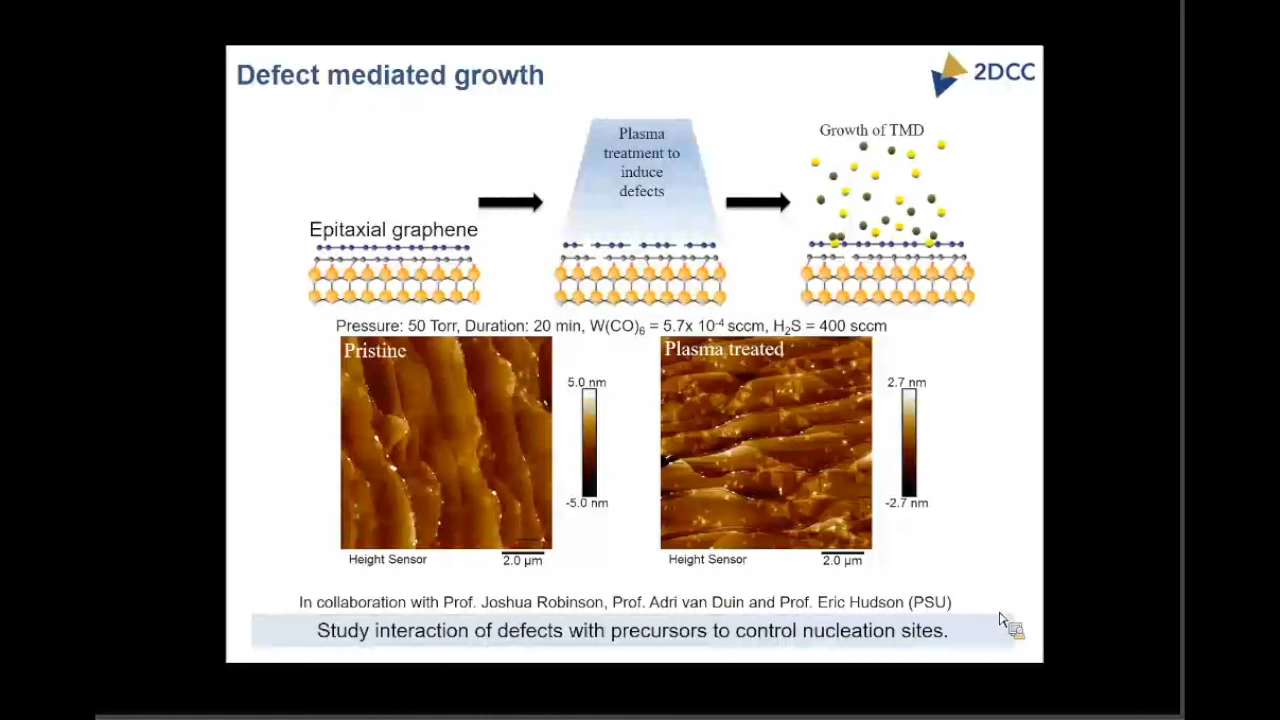 Defect mediated growth
2DCC
Plasma
treatment to
induce
defects
Growth of TMD
Epitaxial graphene
Pressure: 50 Torr, Duration: 20 min, W(CO)₆ = 5.7x 10⁻⁴ sccm, H₂S = 400 sccm
Pristine
5.0 nm
-5.0 nm
Height Sensor
2.0 µm
Plasma treated
2.7 nm
-2.7 nm
Height Sensor
2.0 µm
In collaboration with Prof. Joshua Robinson, Prof. Adri van Duin and Prof. Eric Hudson (PSU)
Study interaction of defects with precursors to control nucleation sites.